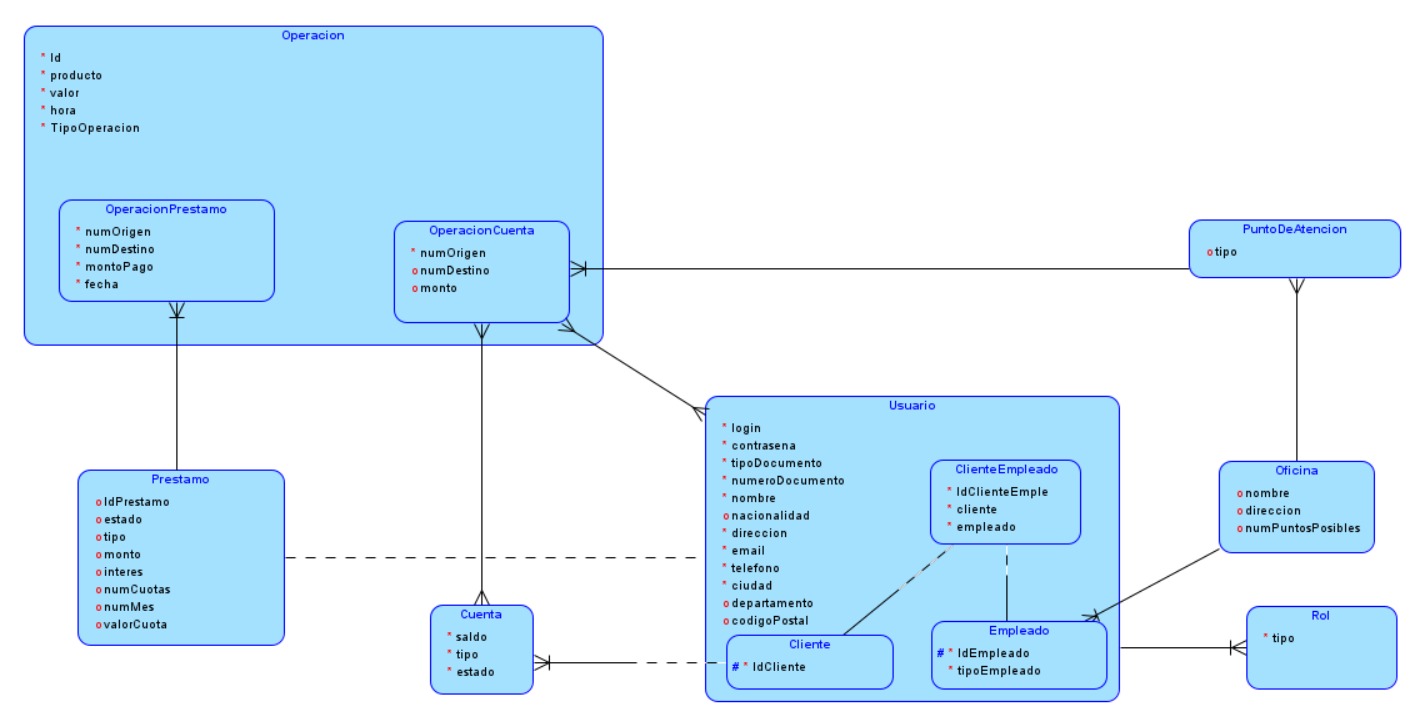 Operacion
* Id
* producto
* valor
* hora
* TipoOperacion
OperacionPrestamo
* numOrigen
* numDestino
* montoPago
* fecha
OperacionCuenta
* numOrigen
o numDestino
o monto
PuntoDeAtencion
o tipo
Prestamo
o IdPrestamo
o estado
o tipo
o monto
o interes
o numCuotas
o numMes
o valorCuota
Cuenta
* saldo
* tipo
* estado
Usuario
* login
* contrasena
* tipoDocumento
* numeroDocumento
* nombre
o nacionalidad
* direccion
* email
* telefono
* ciudad
o departamento
o codigoPostal
ClienteEmpleado
* IdClienteEmple
* cliente
* empleado
Cliente
# * IdCliente
Empleado
# * IdEmpleado
* tipoEmpleado
Oficina
o nombre
o direccion
o numPuntosPosibles
Rol
* tipo